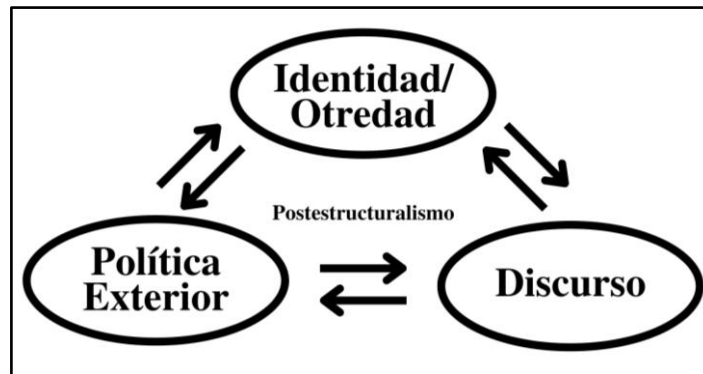 Identidad/
Otredad
Postestructuralismo
Política
Exterior
Discurso